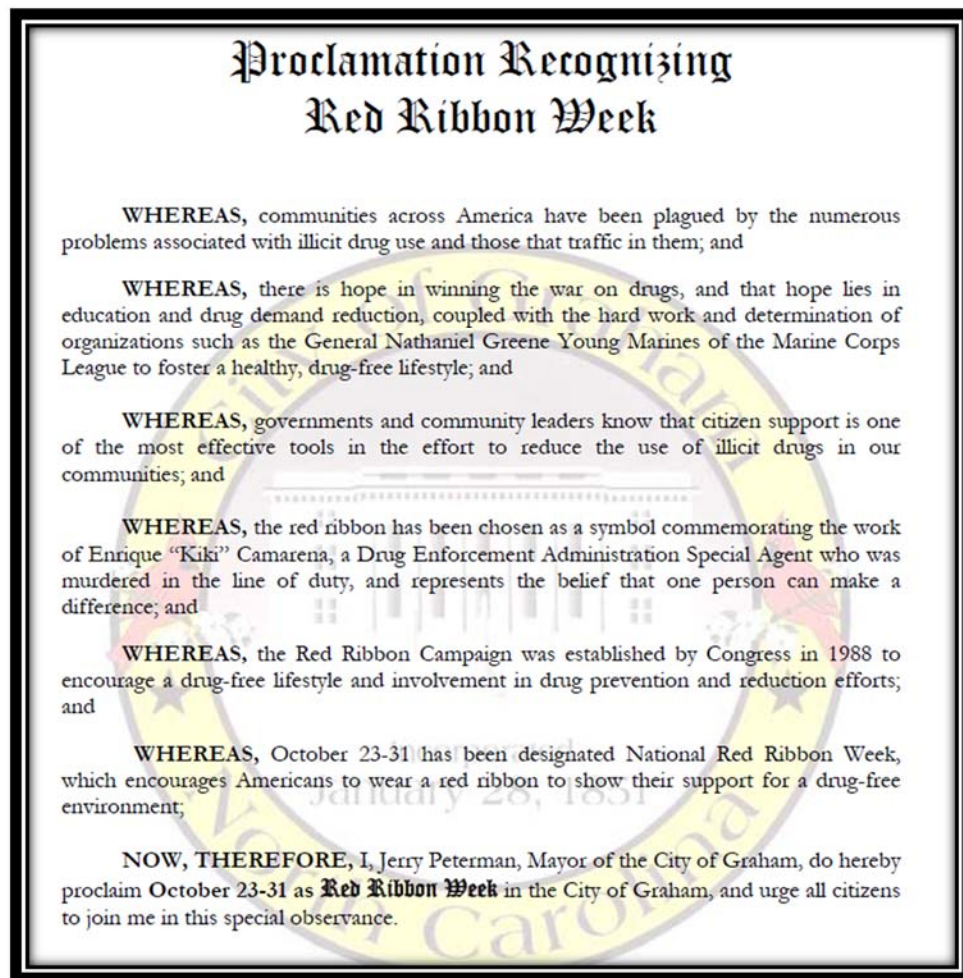 Proclamation Recognizing
Red Ribbon Week
WHEREAS, communities across America have been plagued by the numerous
problems associated with illicit drug use and those that traffic in them; and
WHEREAS, there is hope in winning the war on drugs, and that hope lies in
education and drug demand reduction, coupled with the hard work and determination of
organizations such as the General Nathaniel Greene Young Marines of the Marine Corps
League to foster a healthy, drug-free lifestyle; and
WHEREAS, governments and community leaders know that citizen support is one
of the most effective tools in the effort to reduce the use of illicit drugs in our
communities; and
WHEREAS, the red ribbon has been chosen as a symbol commemorating the work
of Enrique “Kiki” Camarena, a Drug Enforcement Administration Special Agent who was
murdered in the line of duty, and represents the belief that one person can make a
difference; and
WHEREAS, the Red Ribbon Campaign was established by Congress in 1988 to
encourage a drug-free lifestyle and involvement in drug prevention and reduction efforts;
and
WHEREAS, October 23-31 has been designated National Red Ribbon Week,
which encourages Americans to wear a red ribbon to show their support for a drug-free
environment;
NOW, THEREFORE, I, Jerry Peterman, Mayor of the City of Graham, do hereby
proclaim October 23-31 as Red Ribbon Week in the City of Graham, and urge all citizens
to join me in this special observance.
City of Graham
Incorporated
January 28, 1851
North Carolina